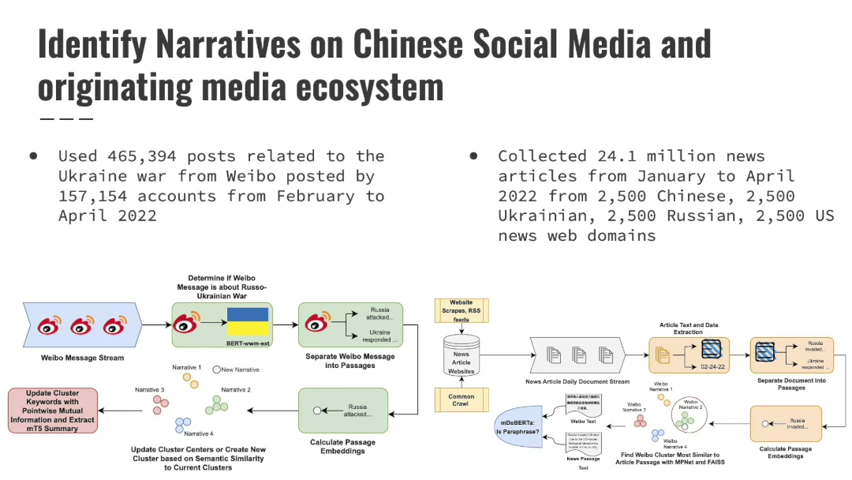 Identify Narratives on Chinese Social Media and
originating media ecosystem
● Used 465,394 posts related to the
Ukraine war from Weibo posted by
157,154 accounts from February to
April 2022
● Collected 24.1 million news
articles from January to April
2022 from 2,500 Chinese, 2,500
Ukrainian, 2,500 Russian, 2,500 US
news web domains
Determine if Weibo
Message is about Russo-
Ukrainian War
BERT-wwm-ext
Weibo Message Stream
Russia
attacked...
Ukraine
responded ...
Separate Weibo Message
into Passages
Narrative 1
New Narrative
Narrative 3
Narrative 2
Narrative 4
Update Cluster
Keywords with
Pointwise Mutual
Information and Extract
mT5 Summary
Update Cluster Centers or Create New
Cluster based on Semantic Similarity
to Current Clusters
Russia
attacked...
Calculate Passage
Embeddings
Website
Scrapes, RSS
feeds
News
Article
Websites
Common
Crawl
News Article Daily Document Stream
Article Text and Date
Extraction
02-24-22
Russia
invaded...
Ukraine
responded ...
Separate Document into
Passages
Weibo
Narrative 1
Weibo
Narrative 3
Weibo
Narrative 2
Weibo
Narrative 4
mDeBERTa:
Is Paraphrase?
Weibo Text
News Passage
Text
Find Weibo Cluster Most Similar to
Article Passage with MPNet and FAISS
Russia
invaded...
Calculate Passage
Embeddings